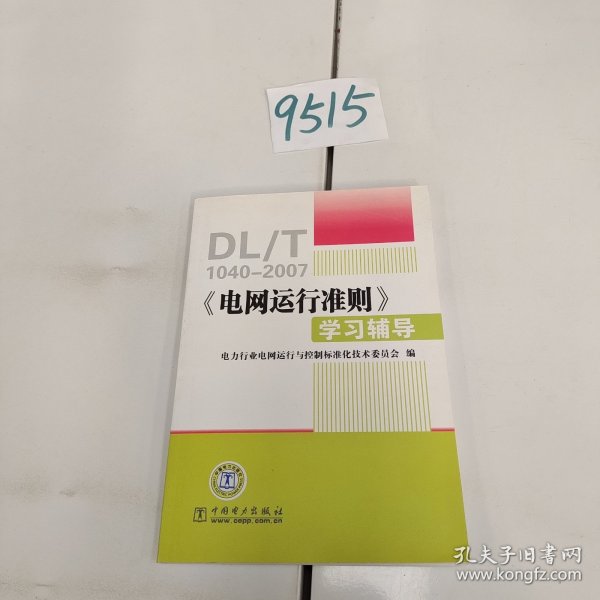 9515
DL/T
1040-2007
《电网运行准则》
学习辅导
电力行业电网运行与控制标准化技术委员会 编
中国电力出版社
www.cepp.com.cn
孔夫子旧书网
www.kongfz.com